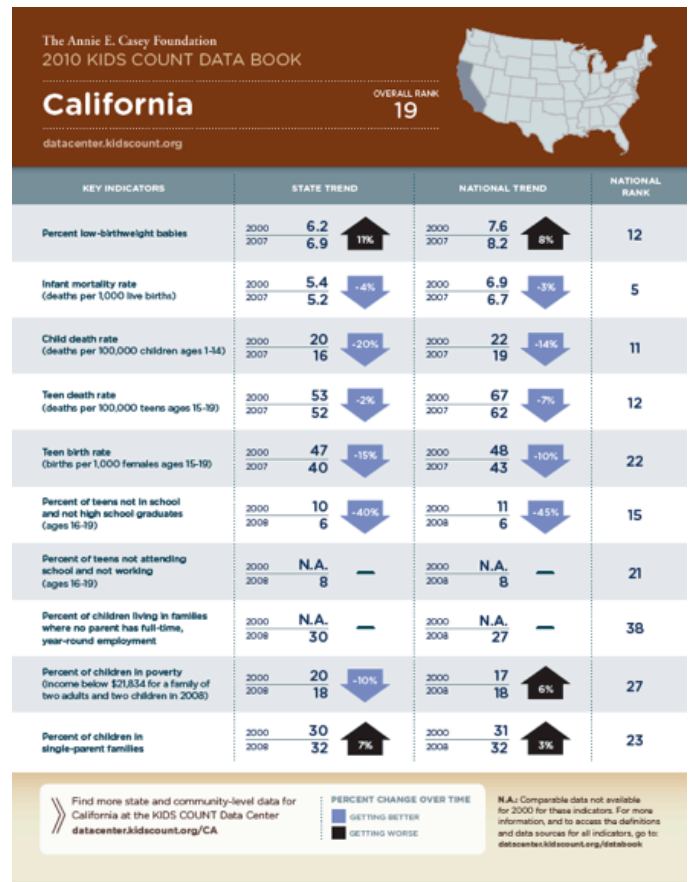 The Annie E. Casey Foundation
2010 KIDS COUNT DATA BOOK
California
OVERALL RANK
19
datacenter.kidscount.org
KEY INDICATORS
STATE TREND
NATIONAL TREND
NATIONAL
RANK
Percent low-birthweight babies
2000 6.2
2007 6.9
11%
2000 7.6
2007 8.2
8%
12
Infant mortality rate
(deaths per 1,000 live births)
2000 5.4
2007 5.2
-4%
2000 6.9
2007 6.7
-3%
5
Child death rate
(deaths per 100,000 children ages 1-14)
2000 20
2007 16
-20%
2000 22
2007 19
-14%
11
Teen death rate
(deaths per 100,000 teens ages 15-19)
2000 53
2007 52
-2%
2000 67
2007 62
-7%
12
Teen birth rate
(births per 1,000 females ages 15-19)
2000 47
2007 40
-15%
2000 48
2007 43
-10%
22
Percent of teens not in school
and not high school graduates
(ages 16-19)
2000 10
2008 6
-40%
2000 11
2008 6
-45%
15
Percent of teens not attending
school and not working
(ages 16-19)
2000 N.A.
2008 8
2000 N.A.
2008 8
21
Percent of children living in families
where no parent has full-time,
year-round employment
2000 N.A.
2008 30
2000 N.A.
2008 27
38
Percent of children in poverty
(income below $21,834 for a family of
two adults and two children in 2008)
2000 20
2008 18
-10%
2000 17
2008 18
6%
27
Percent of children in
single-parent families
2000 30
2008 32
7%
2000 31
2008 32
3%
23
Find more state and community-level data for
California at the KIDS COUNT Data Center
datacenter.kidscount.org/CA
PERCENT CHANGE OVER TIME
GETTING BETTER
GETTING WORSE
N.A.: Comparable data not available
for 2000 for these indicators. For more
information, and to access the definitions
and data sources for all indicators, go to:
datacenter.kidscount.org/databook